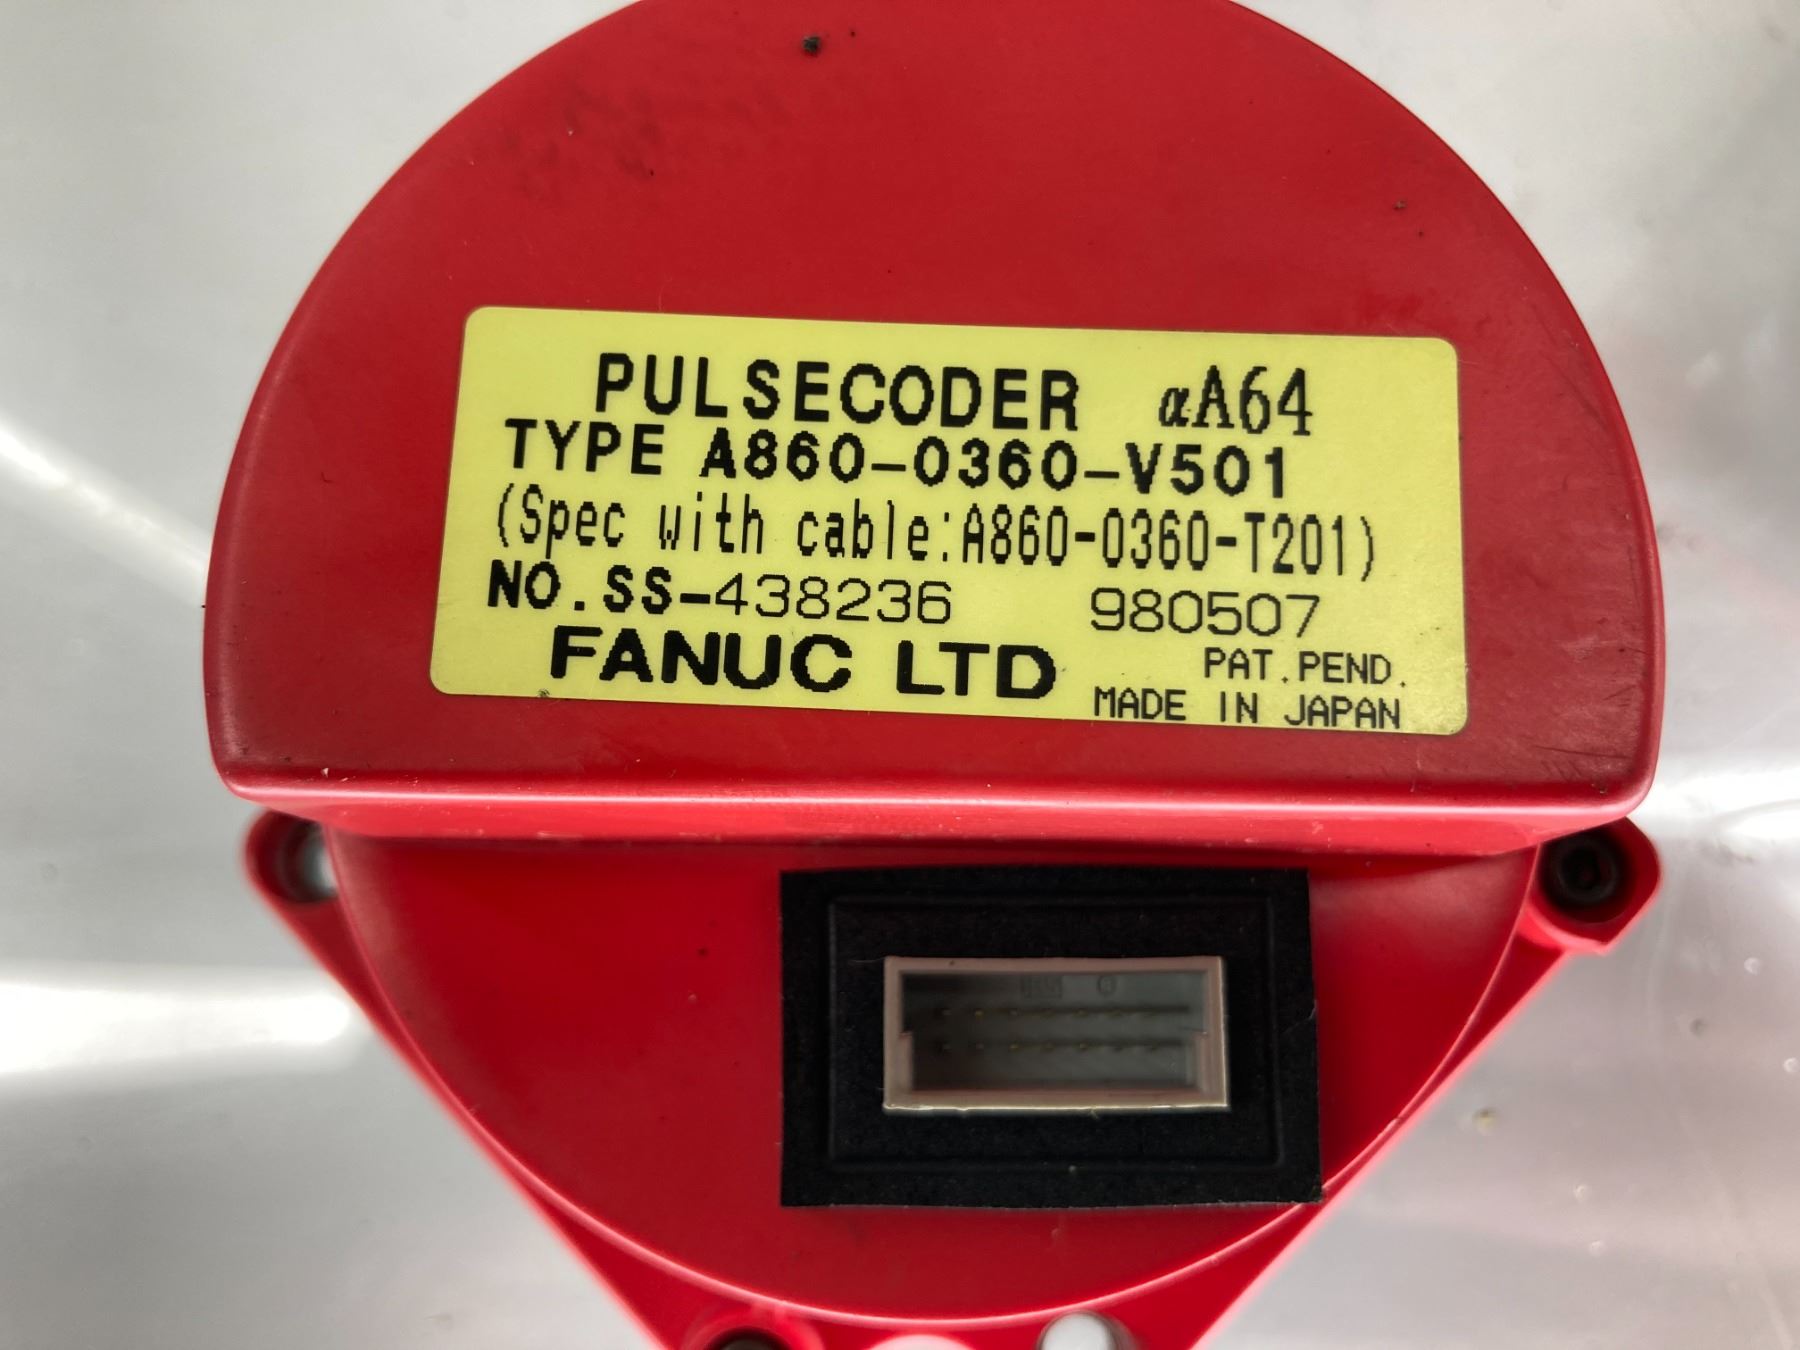 PULSECODER αA64
TYPE A860-0360-V501
(Spec with cable:A860-0360-T201)
NO.SS-438236 980507
FANUC LTD PAT.PEND.
MADE IN JAPAN